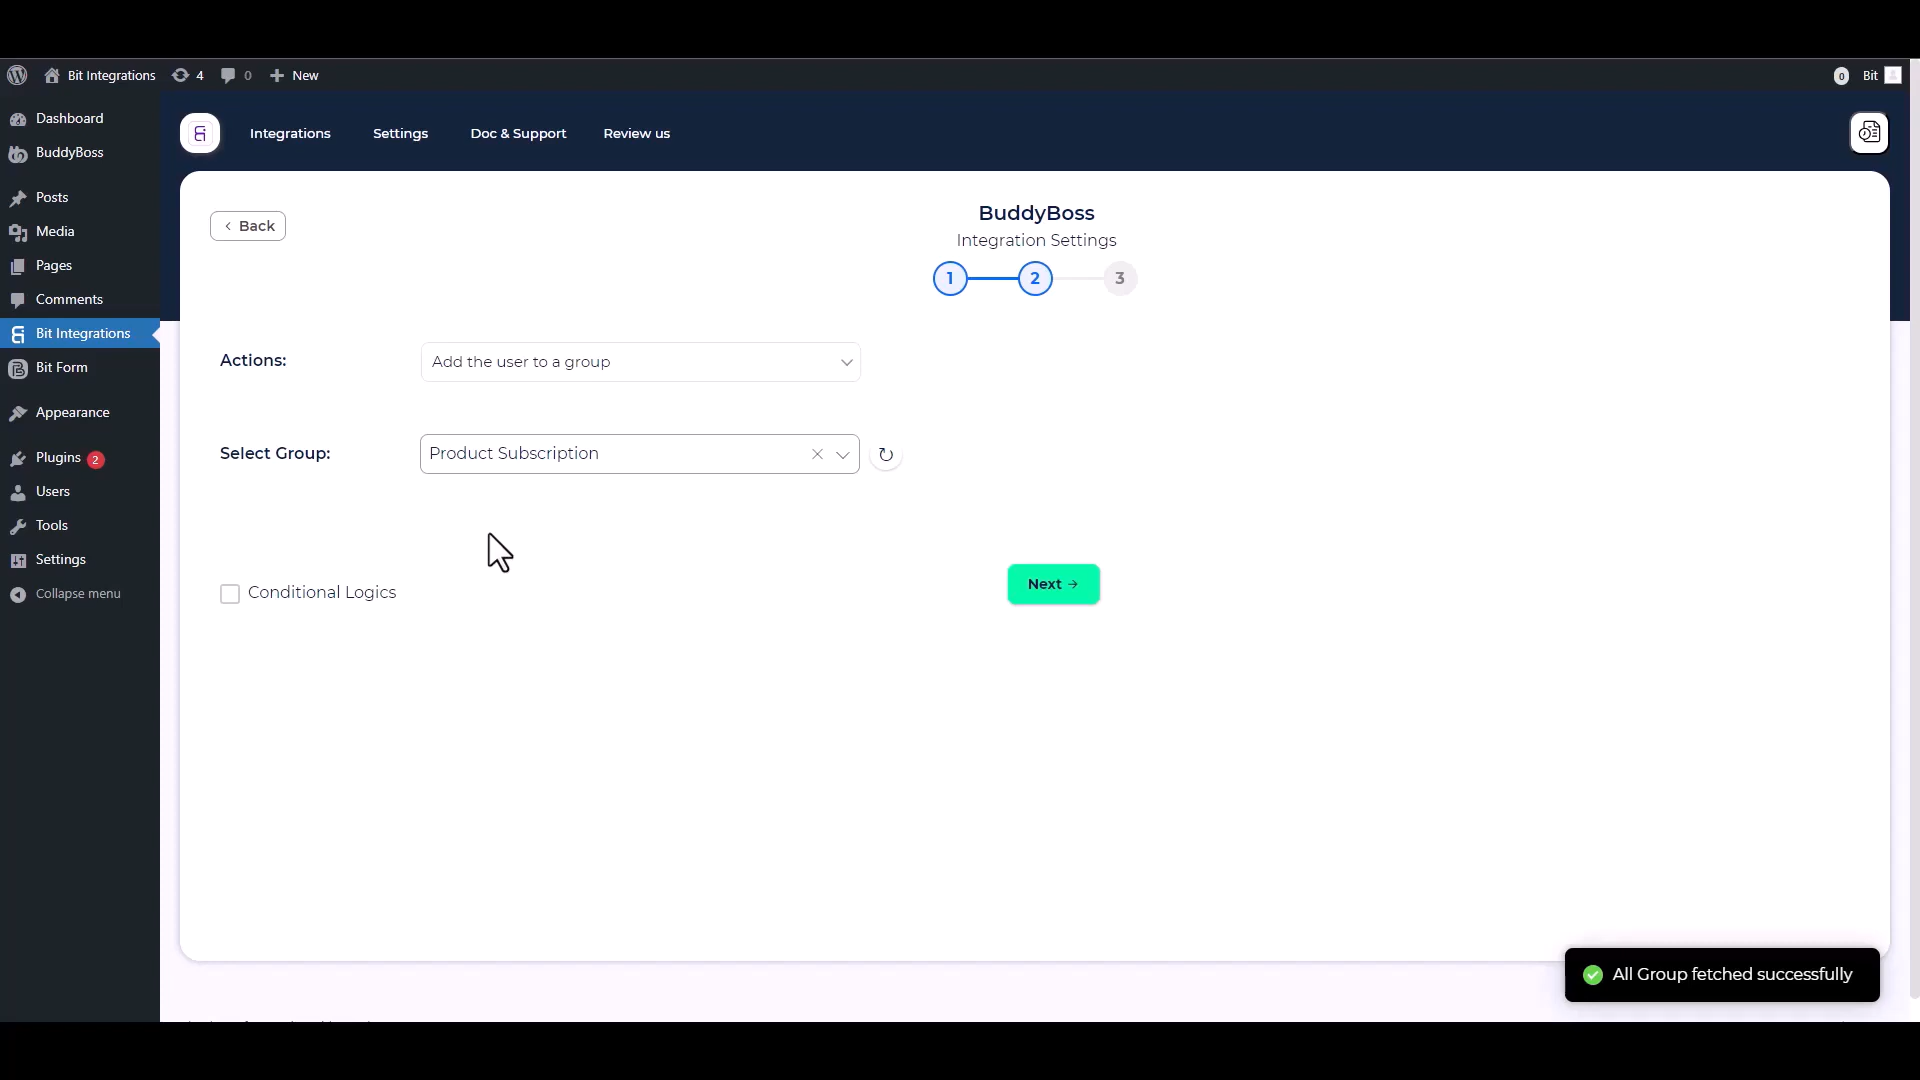 Bit Integrations 4 0 New 0 Bit
Dashboard
BuddyBoss
Posts
Media
Pages
Comments
Bit Integrations
Bit Form
Appearance
Plugins 2
Users
Tools
Settings
Collapse menu
Integrations Settings Doc & Support Review us
Back
BuddyBoss
Integration Settings
1 2 3
Actions: Add the user to a group
Select Group: Product Subscription
Conditional Logics
Next
All Group fetched successfully